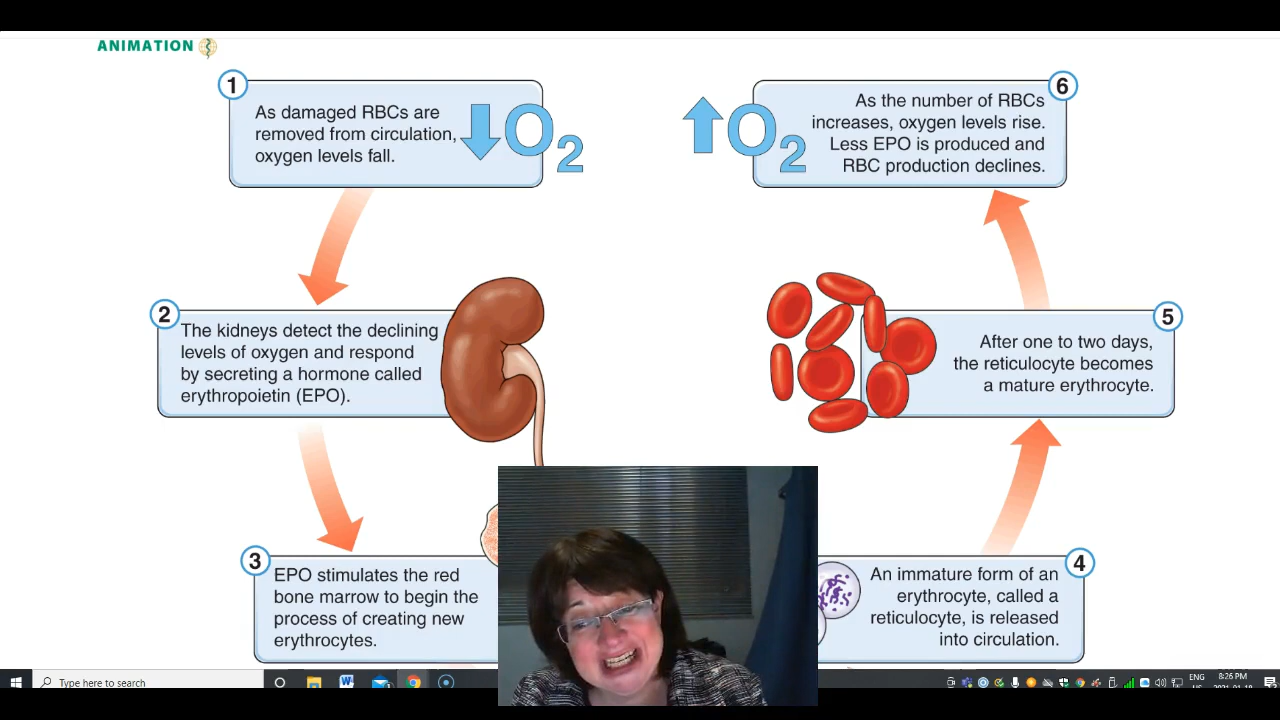 ANIMATION
1
As damaged RBCs are
removed from circulation,
oxygen levels fall.
O2
2
The kidneys detect the declining
levels of oxygen and respond
by secreting a hormone called
erythropoietin (EPO).
3
EPO stimulates the red
bone marrow to begin the
process of creating new
erythrocytes.
4
An immature form of an
erythrocyte, called a
reticulocyte, is released
into circulation.
5
After one to two days,
the reticulocyte becomes
a mature erythrocyte.
6
As the number of RBCs
increases, oxygen levels rise.
Less EPO is produced and
RBC production declines.
O2
Type here to search
ENG
8:26 PM